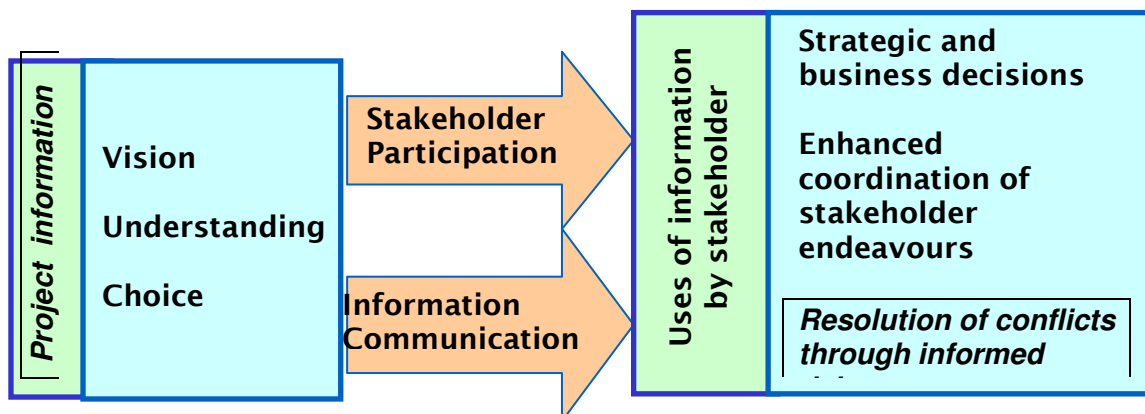 Project information
Vision
Understanding
Choice
Stakeholder
Participation
Information
Communication
Uses of information
by stakeholder
Strategic and
business decisions
Enhanced
coordination of
stakeholder
endeavours
Resolution of conflicts
through informed